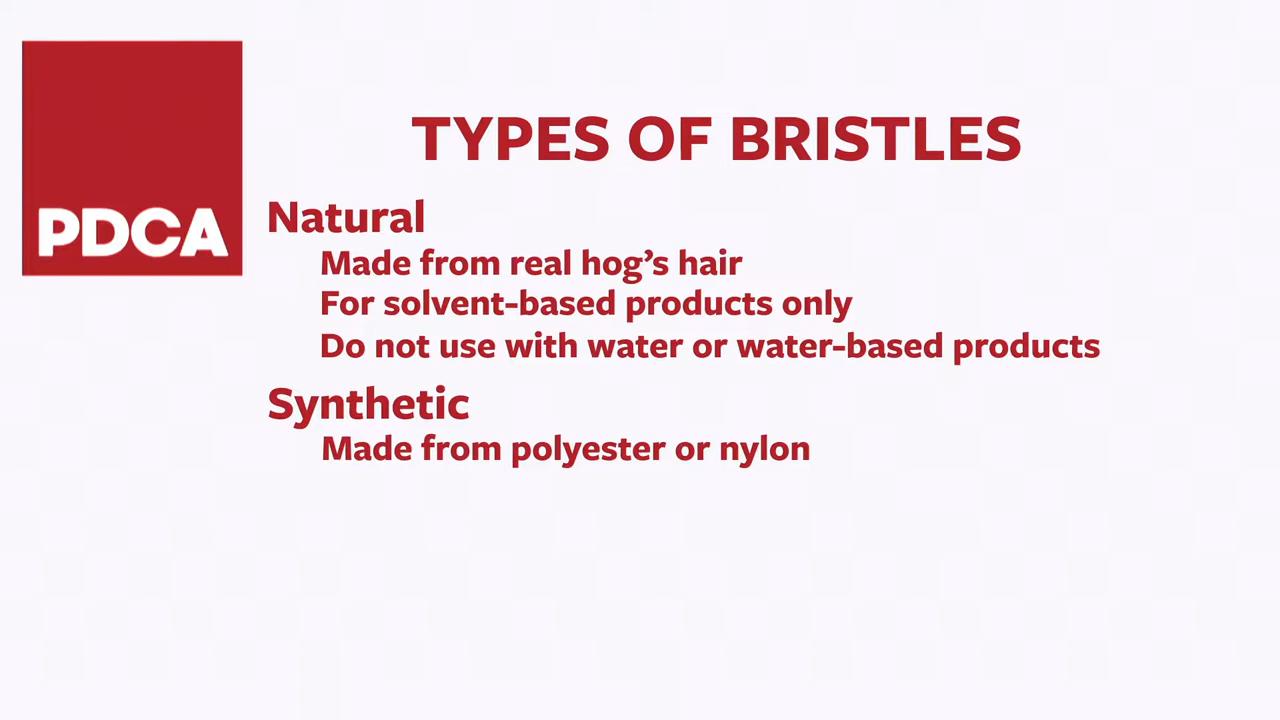 PDCA
TYPES OF BRISTLES
Natural
Made from real hog’s hair
For solvent-based products only
Do not use with water or water-based products
Synthetic
Made from polyester or nylon